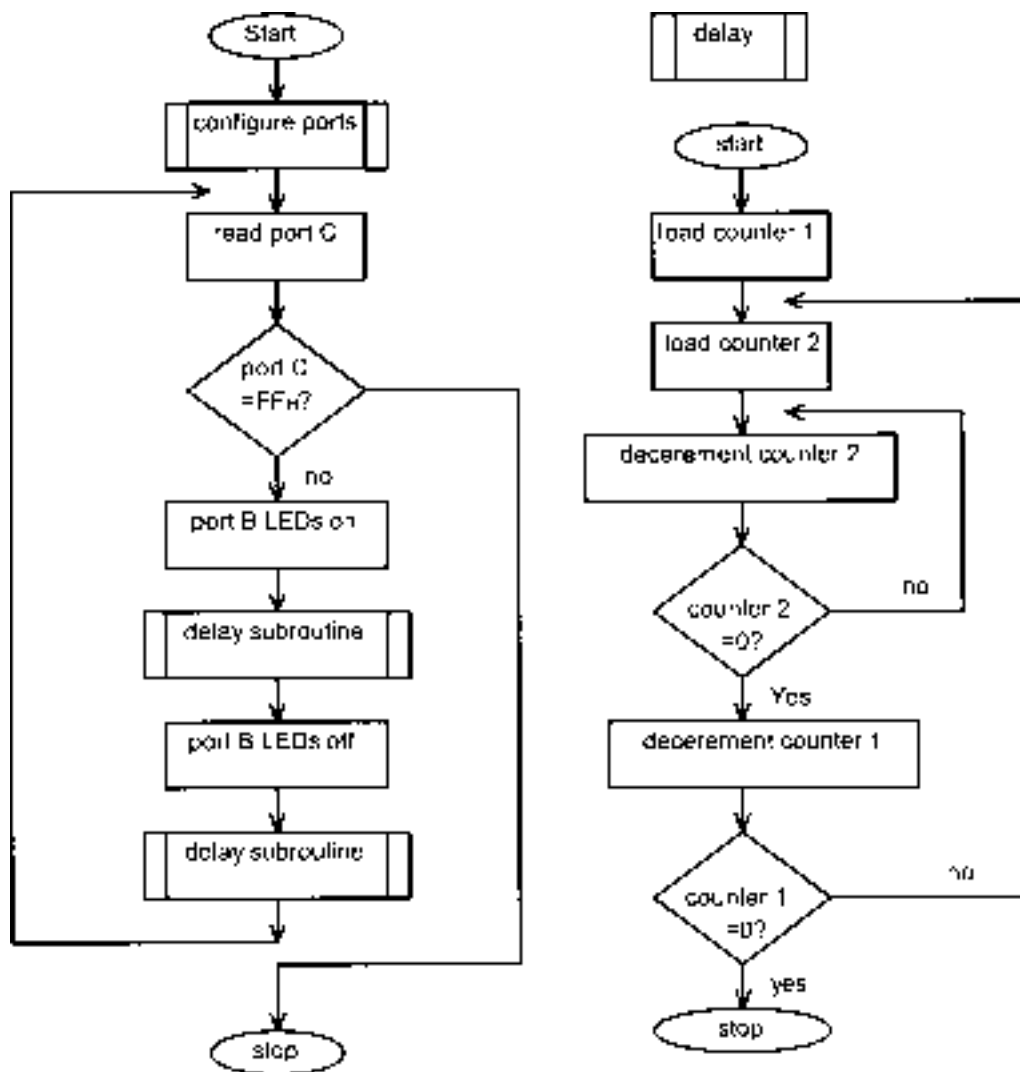 Start
configure ports
read port C
port C
=FFH?
no
port B LEDs on
delay subroutine
port B LEDs off
delay subroutine
stop
delay
start
load counter 1
load counter 2
decerement counter 2
no
counter 2
=0?
Yes
decerement counter 1
no
counter 1
=0?
yes
stop